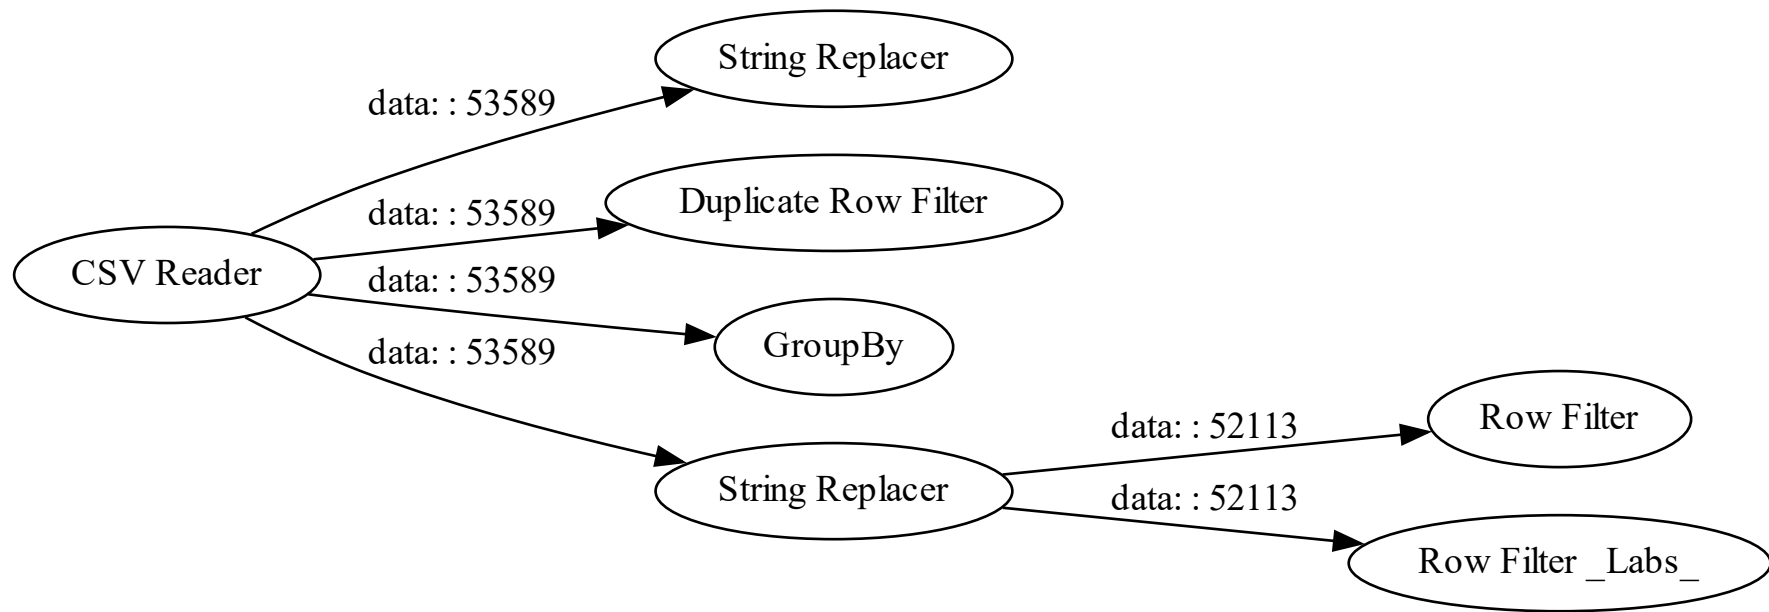 String Replacer
data: : 53589
data: : 53589
Duplicate Row Filter
CSV Reader
data: : 53589
GroupBy
data: : 53589
data: : 52113
Row Filter
String Replacer
data: : 52113
Row Filter _Labs_